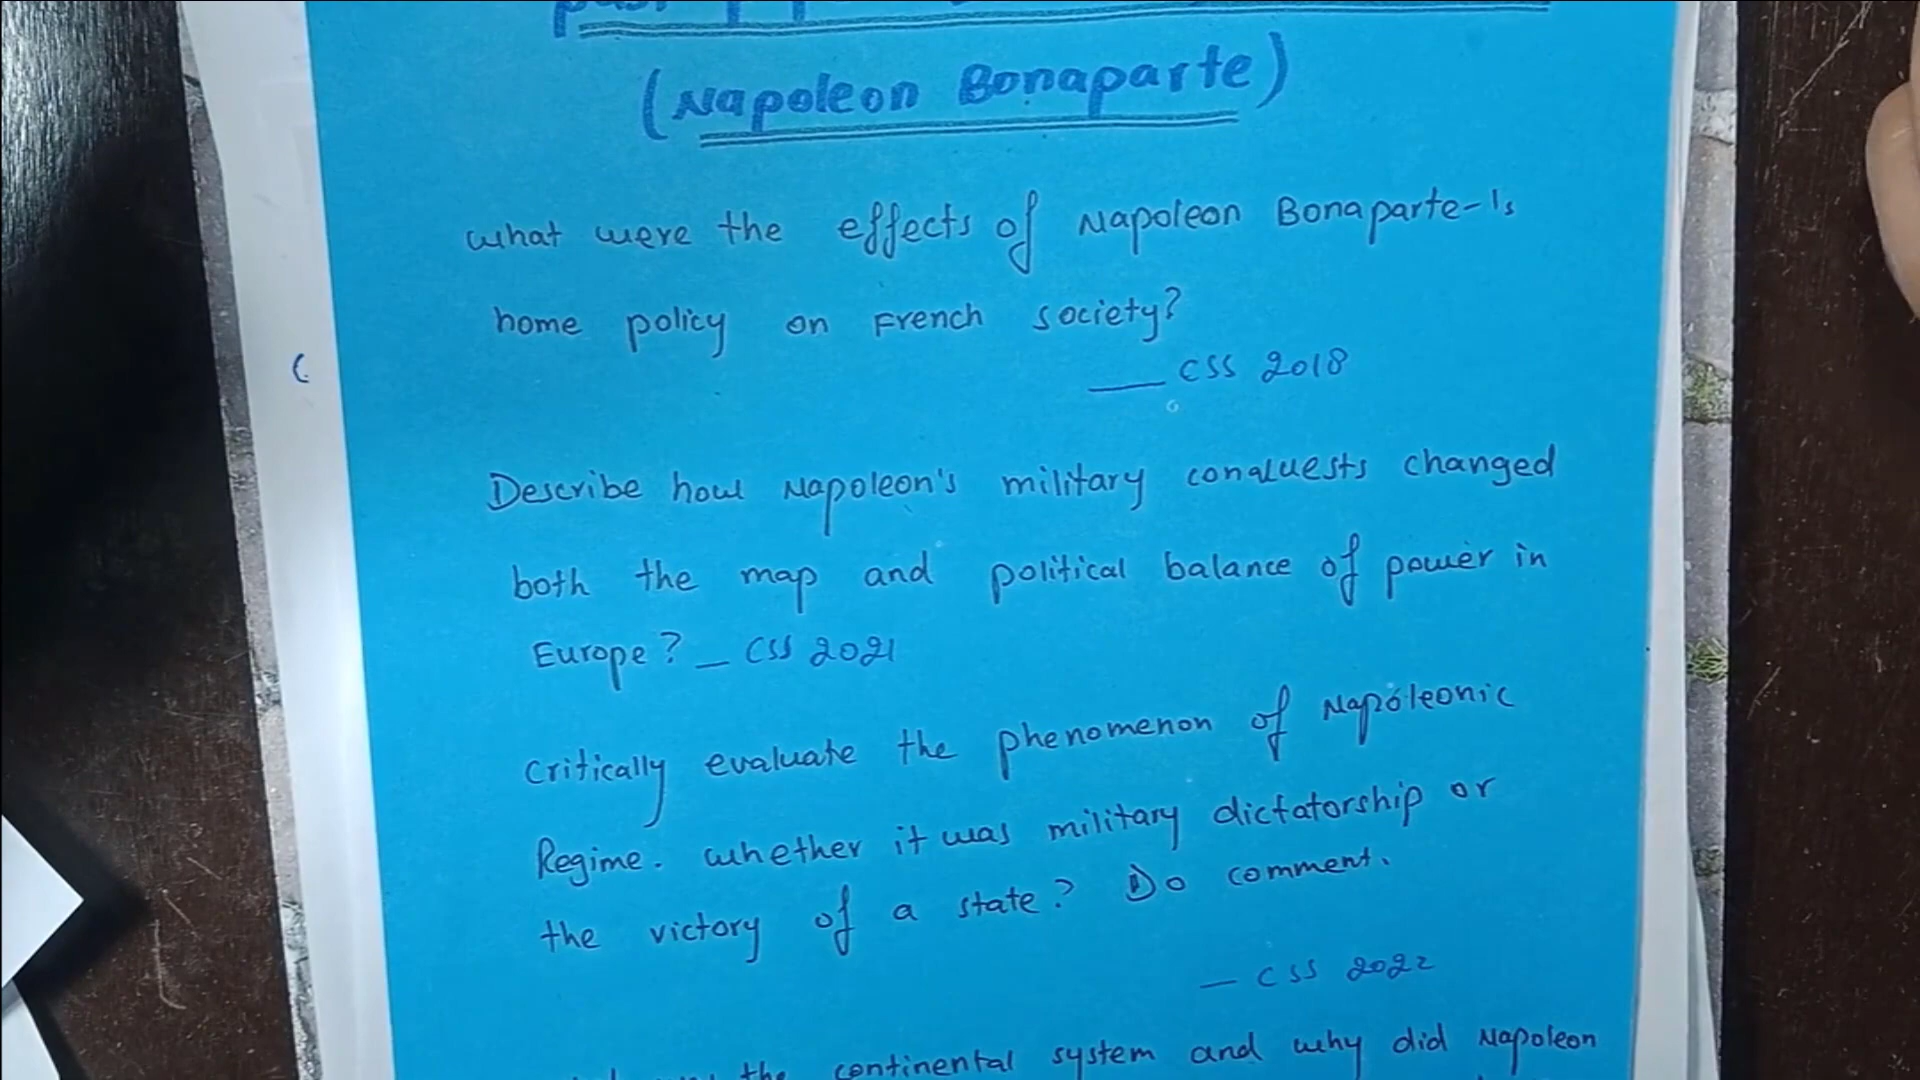 (Napoleon Bonaparte)
What were the effects of Napoleon Bonaparte-1s
home policy on French society?
__ CSS 2018
(
Describe how Napoleon's military conquests changed
both the map and political balance of power in
Europe? _ CSS 2021
Critically evaluate the phenomenon of Napoleonic
Regime. whether it was military dictatorship or
the victory of a state? Do comment.
_ CSS 2022
the continental system and why did Napoleon